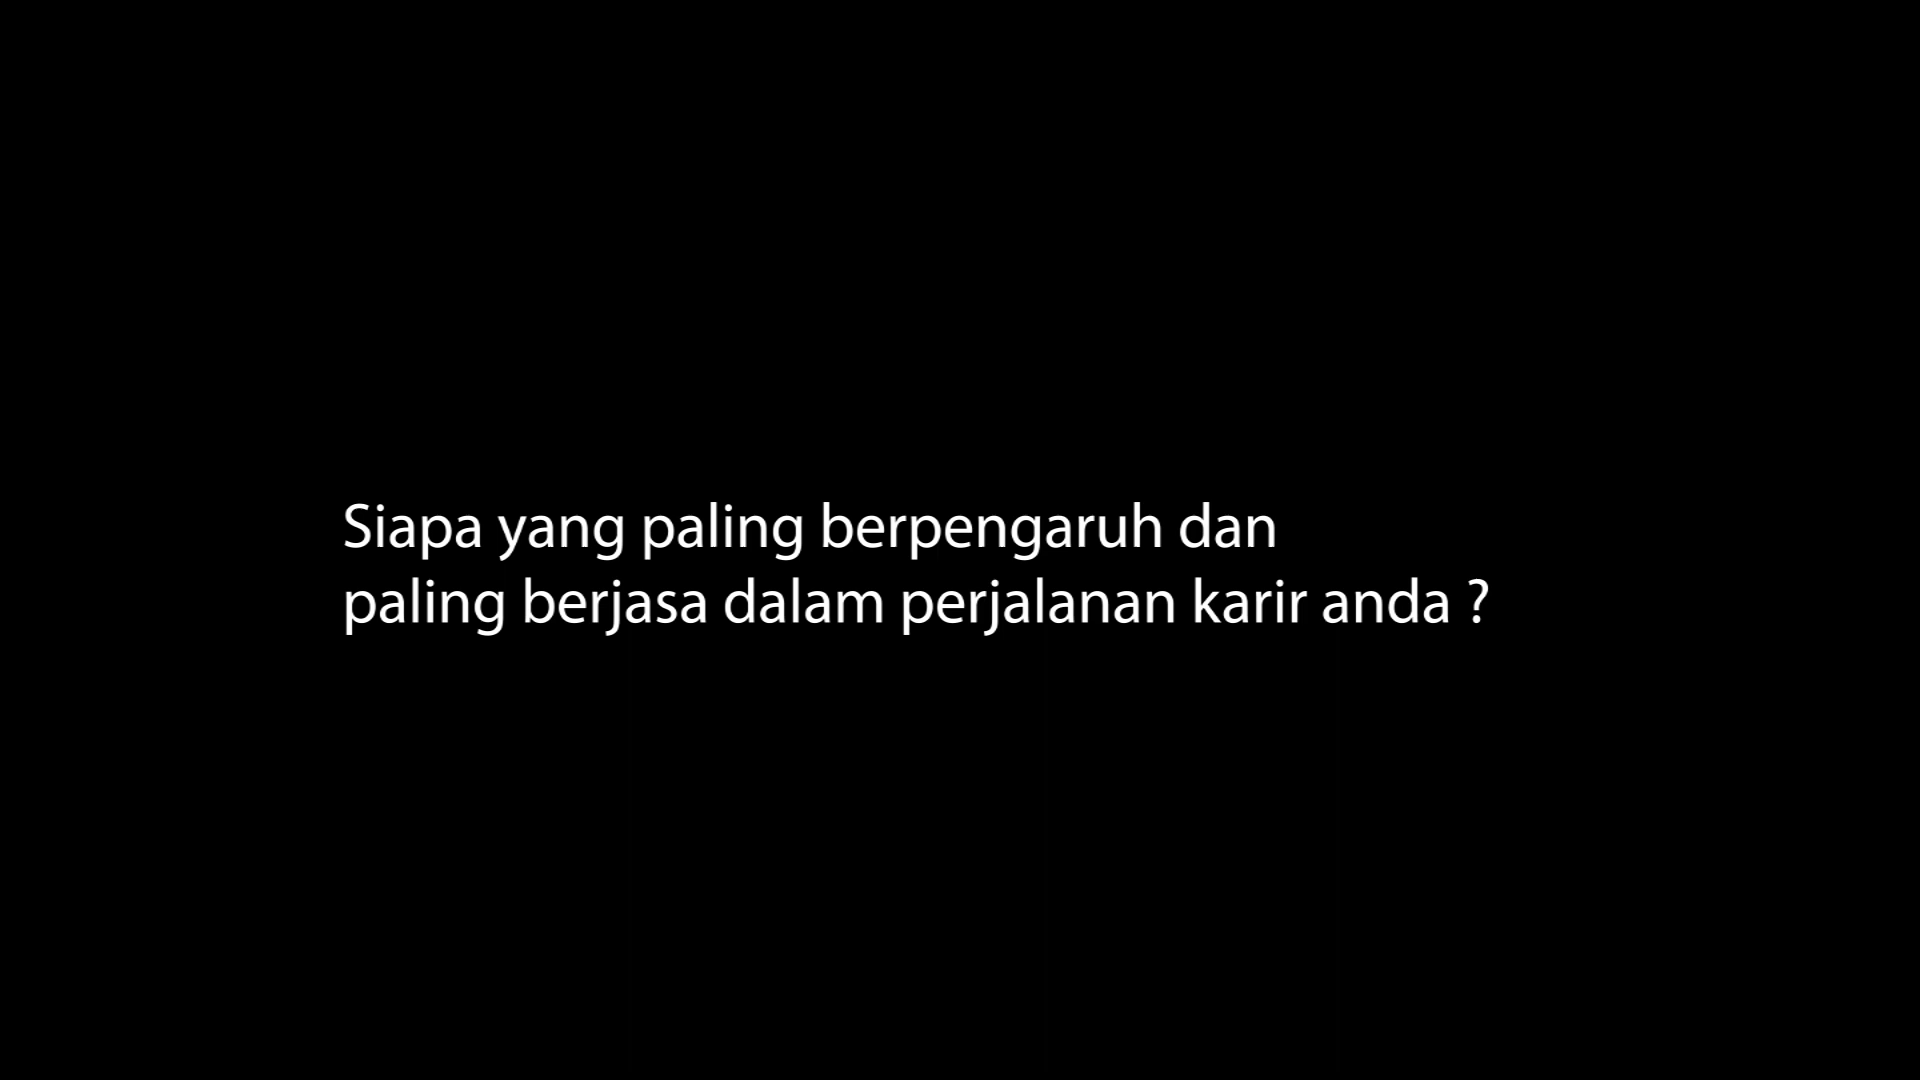 Siapa yang paling berpengaruh dan
paling berjasa dalam perjalanan karir anda ?